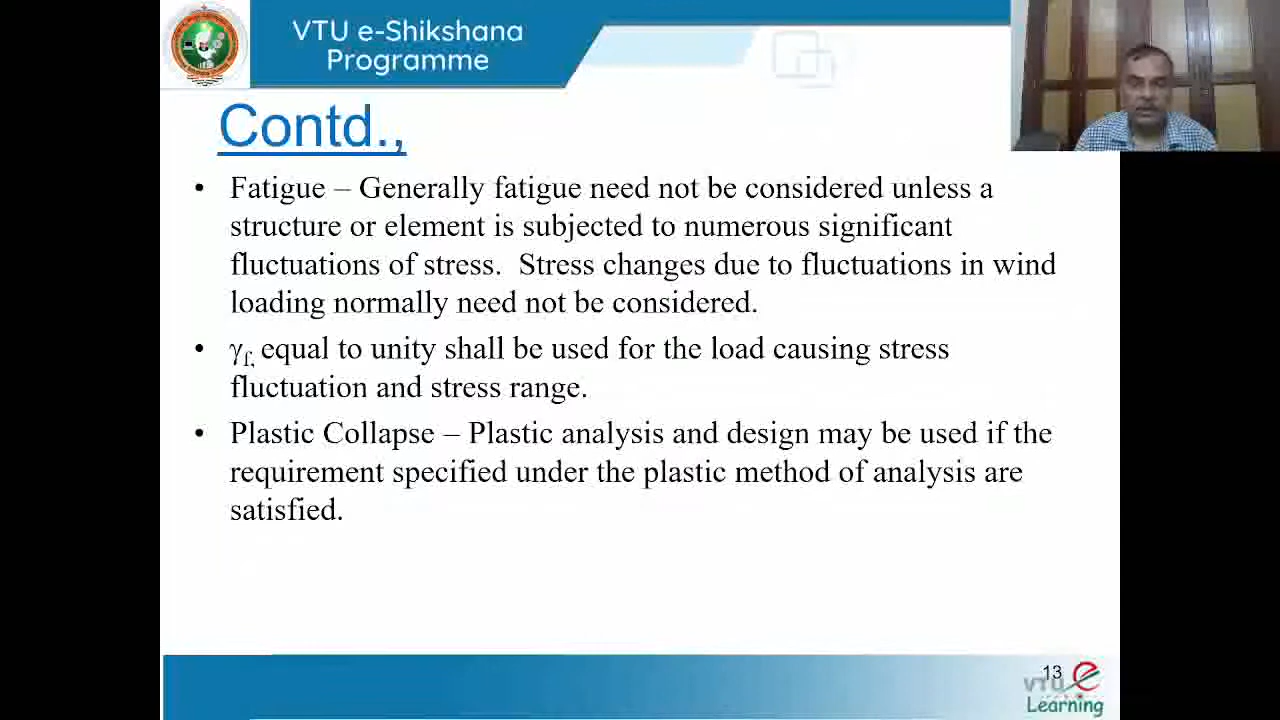 VTU e-Shikshana
Programme
Contd.,
• Fatigue – Generally fatigue need not be considered unless a
structure or element is subjected to numerous significant
fluctuations of stress.  Stress changes due to fluctuations in wind
loading normally need not be considered.
• γf, equal to unity shall be used for the load causing stress
fluctuation and stress range.
• Plastic Collapse – Plastic analysis and design may be used if the
requirement specified under the plastic method of analysis are
satisfied.
13
VTU e
Learning